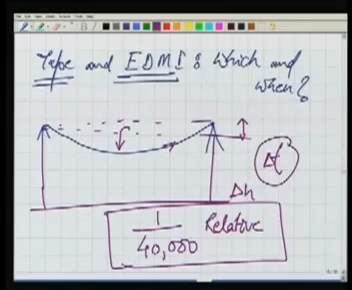 Tape and EDMI : Which and
when?
Δt
Δh
1
40,000
Relative